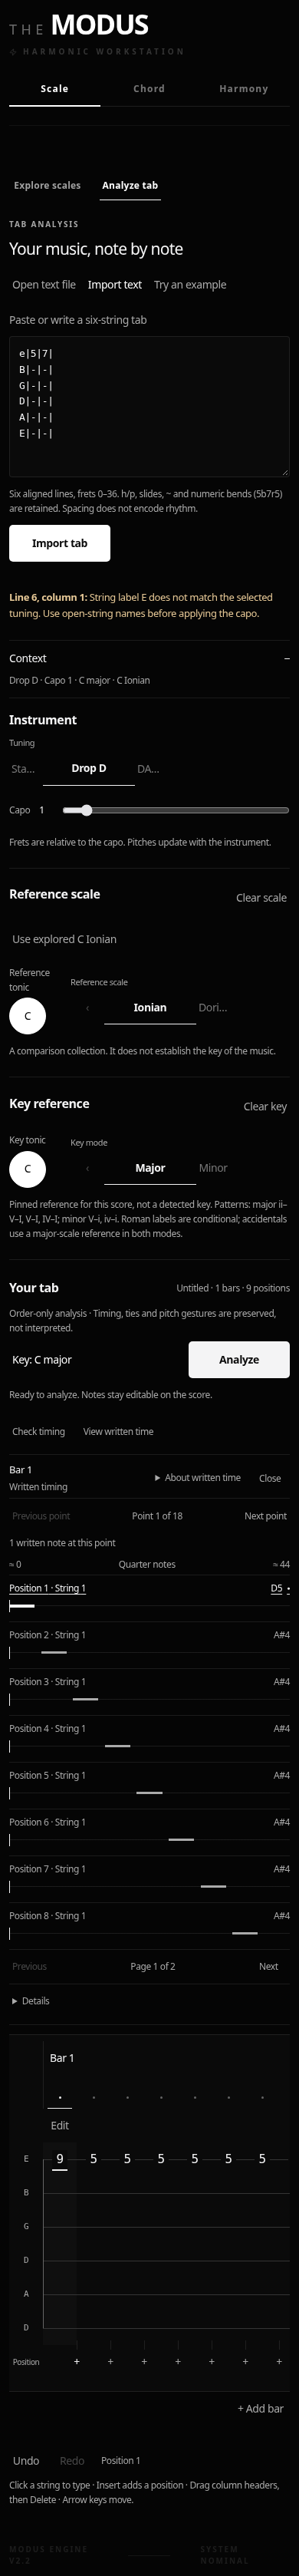 THE MODUS
HARMONIC WORKSTATION
Scale Chord Harmony
Explore scales Analyze tab
TAB ANALYSIS
Your music, note by note
Open text file Import text Try an example
Paste or write a six-string tab
e|5|7|
B|-|-|
G|-|-|
D|-|-|
A|-|-|
E|-|-|
Six aligned lines, frets 0–36. h/p, slides, ~ and numeric bends (5b7r5)
are retained. Spacing does not encode rhythm.
Import tab
Line 6, column 1: String label E does not match the selected
tuning. Use open-string names before applying the capo.
Context −
Drop D · Capo 1 · C major · C Ionian
Instrument
Tuning
Sta... Drop D DA...
Capo 1
Frets are relative to the capo. Pitches update with the instrument.
Reference scale Clear scale
Use explored C Ionian
Reference
tonic
Reference scale
C ‹ Ionian Dori...
A comparison collection. It does not establish the key of the music.
Key reference Clear key
Key tonic Key mode
C ‹ Major Minor
Pinned reference for this score, not a detected key. Patterns: major ii–
V–I, V–I, IV–I; minor V–i, iv–i. Roman labels are conditional; accidentals
use a major-scale reference in both modes.
Your tab Untitled · 1 bars · 9 positions
Order-only analysis · Timing, ties and pitch gestures are preserved,
not interpreted.
Key: C major Analyze
Ready to analyze. Notes stay editable on the score.
Check timing View written time
Bar 1
Written timing
▶ About written time Close
Previous point Point 1 of 18 Next point
1 written note at this point
≈ 0 Quarter notes ≈ 44
Position 1 · String 1 D5 •
Position 2 · String 1 A#4
Position 3 · String 1 A#4
Position 4 · String 1 A#4
Position 5 · String 1 A#4
Position 6 · String 1 A#4
Position 7 · String 1 A#4
Position 8 · String 1 A#4
Previous Page 1 of 2 Next
▶ Details
Bar 1
Edit
E 9 5 5 5 5 5 5
B
G
D
A
D
Position + + + + + + +
+ Add bar
Undo Redo Position 1
Click a string to type · Insert adds a position · Drag column headers,
then Delete · Arrow keys move.
MODUS ENGINE
V2.2
SYSTEM
NOMINAL